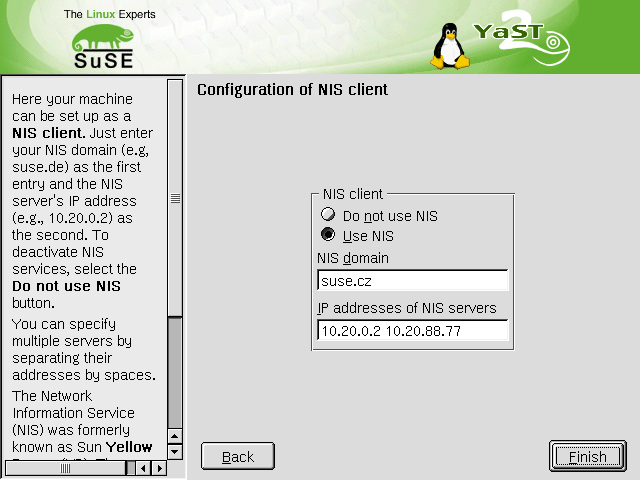 The Linux Experts
SuSE
YaST
2
Here your machine
can be set up as a
NIS client. Just enter
your NIS domain (e.g,
suse.de) as the first
entry and the NIS
server's IP address
(e.g., 10.20.0.2) as
the second. To
deactivate NIS
services, select the
Do not use NIS
button.
You can specify
multiple servers by
separating their
addresses by spaces.
The Network
Information Service
(NIS) was formerly
known as Sun Yellow
Configuration of NIS client
NIS client
Do not use NIS
Use NIS
NIS domain
suse.cz
IP addresses of NIS servers
10.20.0.2 10.20.88.77
Back
Finish